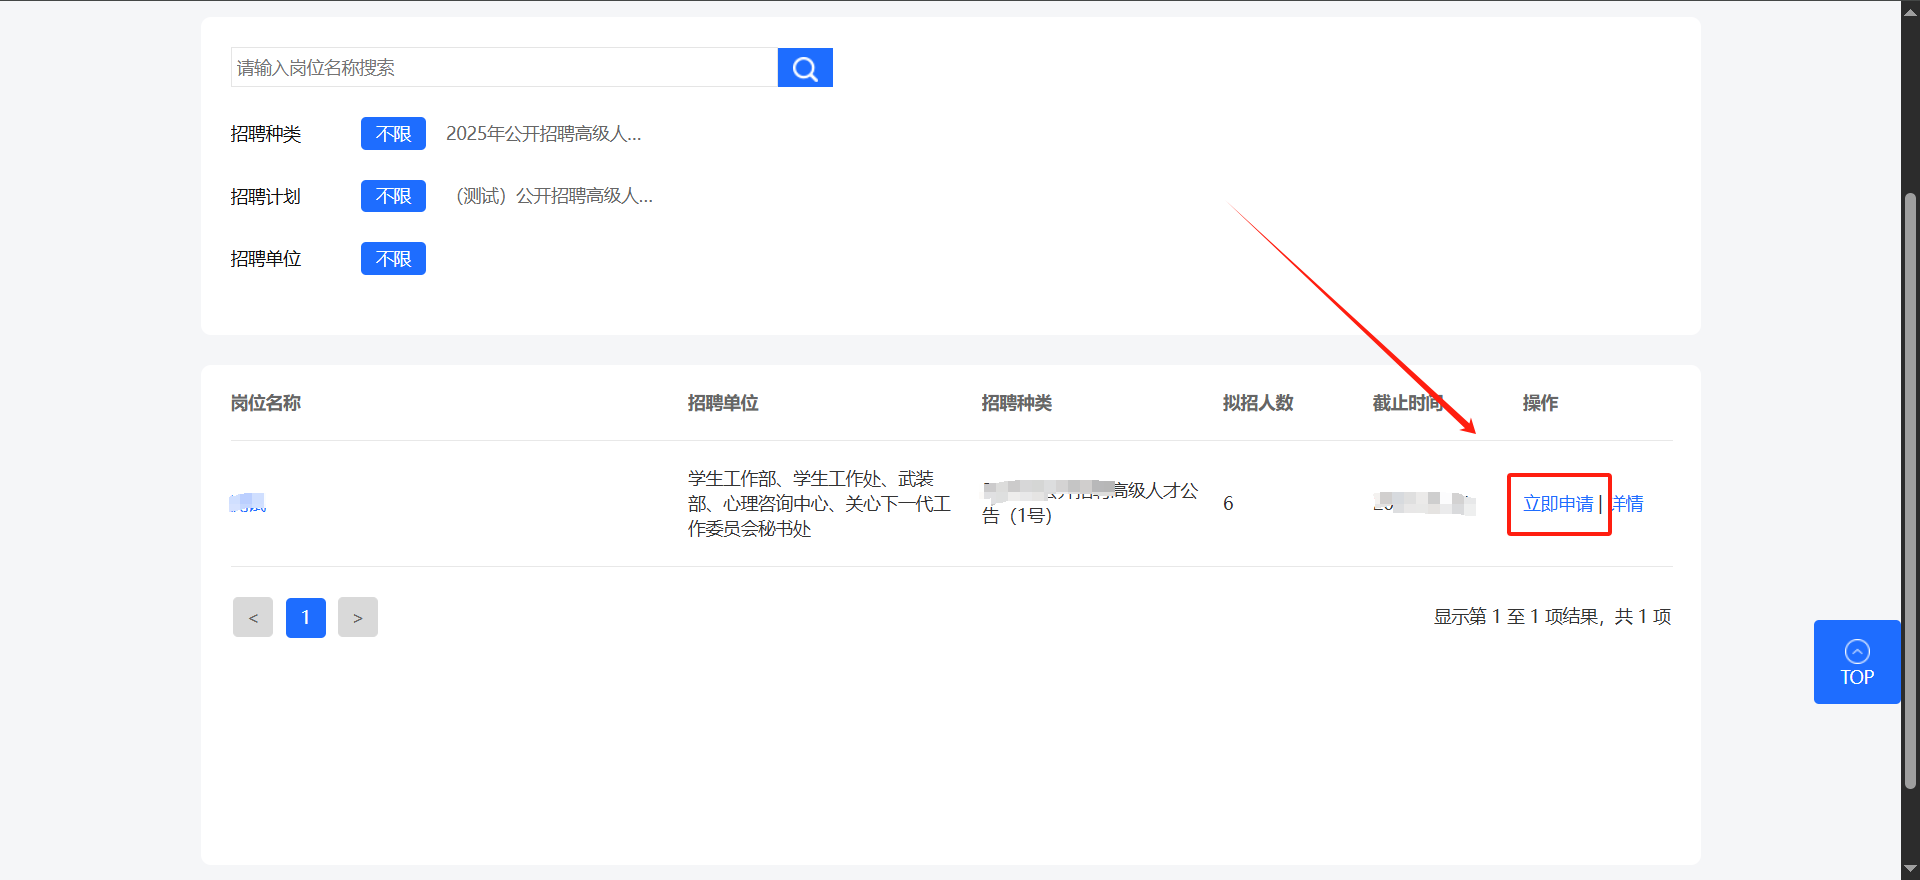 请输入岗位名称搜索
招聘种类 不限 2025年公开招聘高级人...
招聘计划 不限 （测试）公开招聘高级人...
招聘单位 不限
岗位名称 招聘单位 招聘种类 拟招人数 截止时间 操作
学生工作部、学生工作处、武装
部、心理咨询中心、关心下一代工
作委员会秘书处
高级人才公
告（1号）
6
立即申请 | 详情
< 1 >
显示第 1 至 1 项结果，共 1 项
TOP